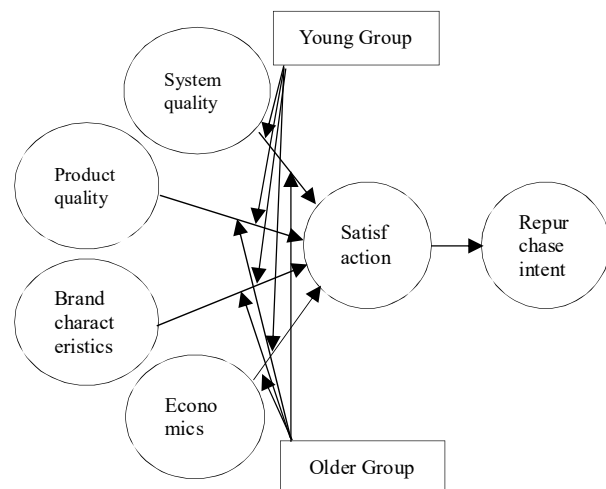 Young Group
System
quality
Product
quality
Satisf
action
Repur
chase
intent
Brand
charact
eristics
Econo
mics
Older Group